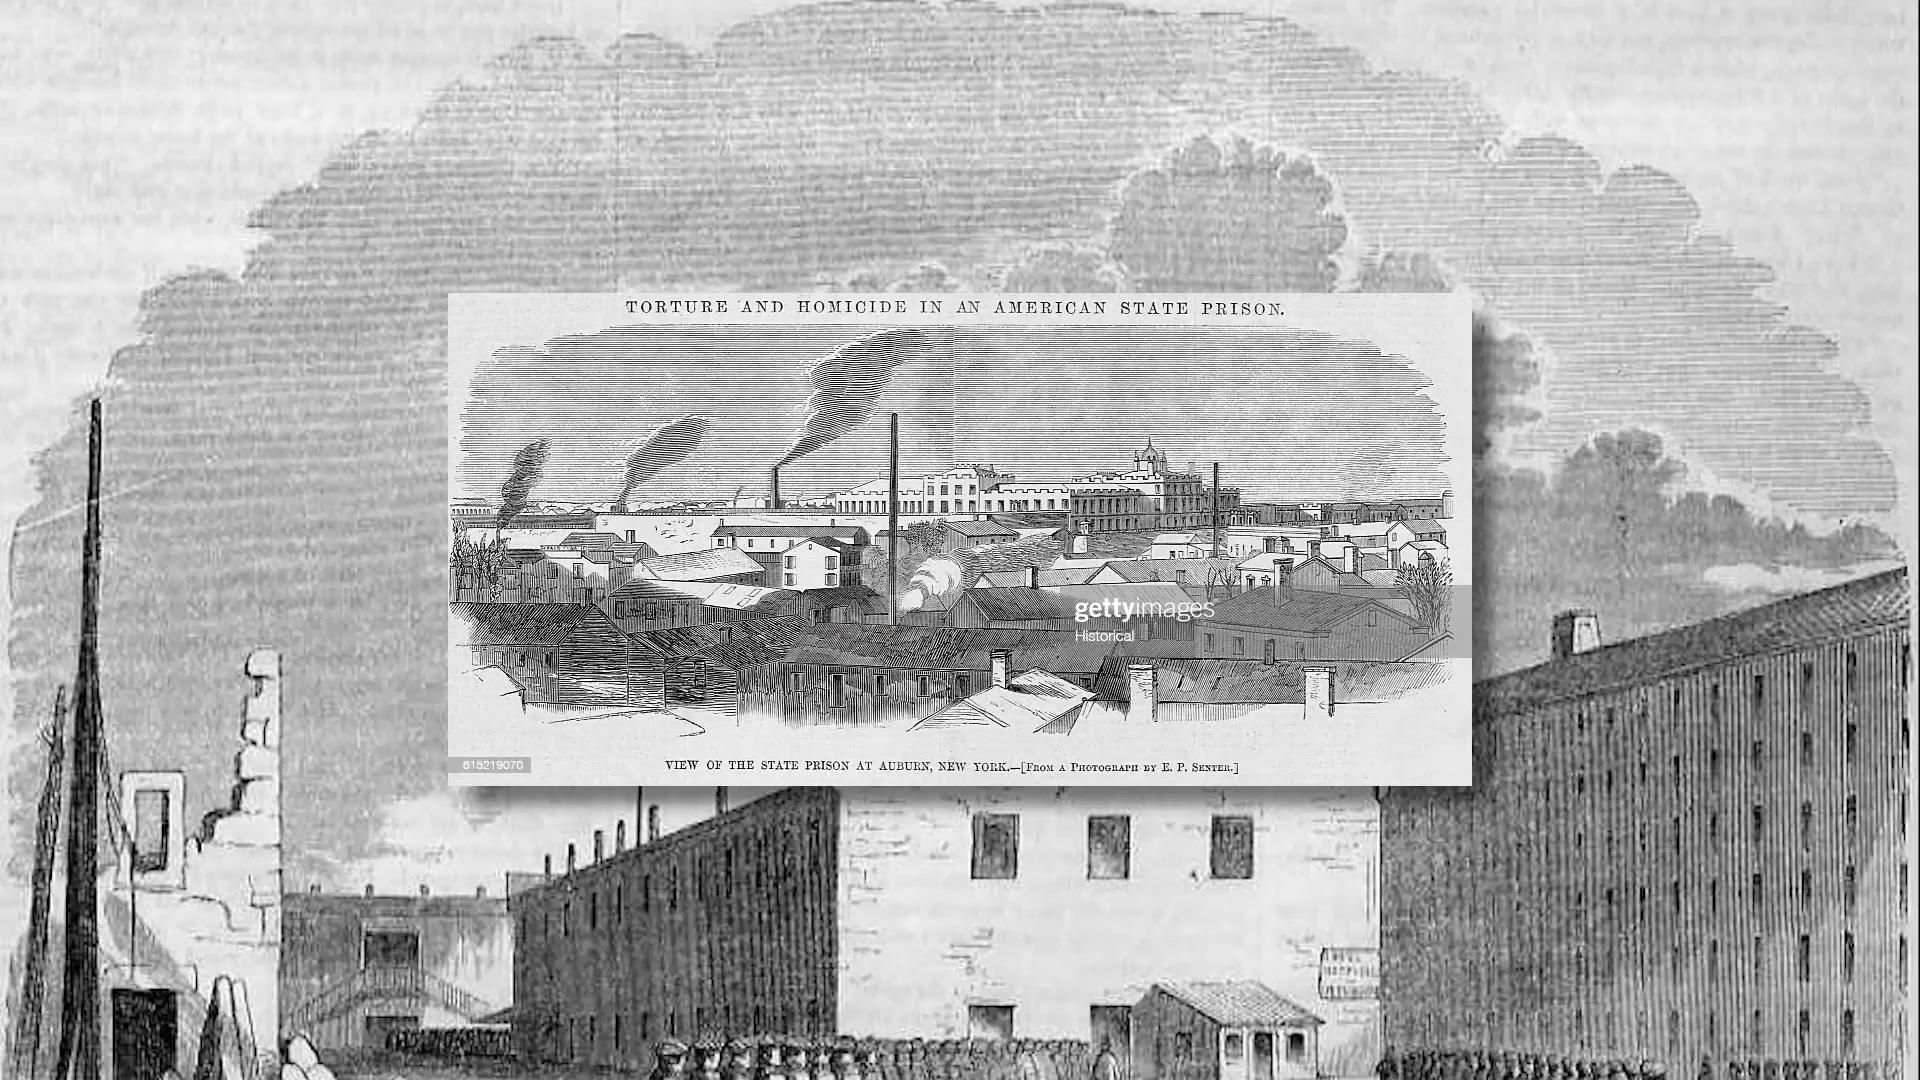 TORTURE AND HOMICIDE IN AN AMERICAN STATE PRISON.
gettyimages
Historical
615219070
VIEW OF THE STATE PRISON AT AUBURN, NEW YORK.—[From a Photograph by E. P. Senter.]